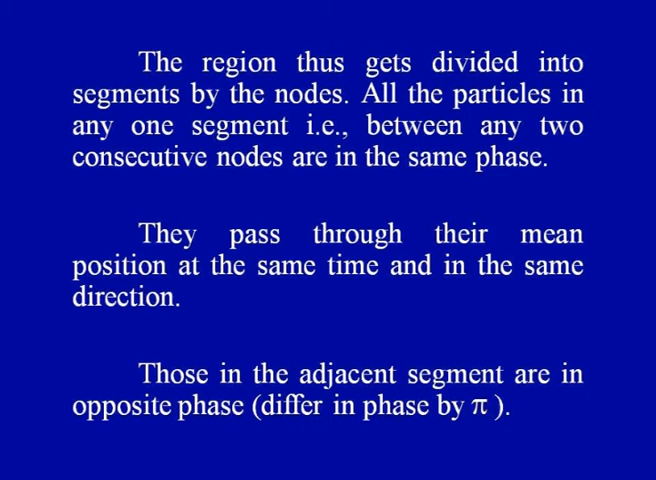 The region thus gets divided into
segments by the nodes. All the particles in
any one segment i.e., between any two
consecutive nodes are in the same phase.
They pass through their mean
position at the same time and in the same
direction.
Those in the adjacent segment are in
opposite phase (differ in phase by π ).